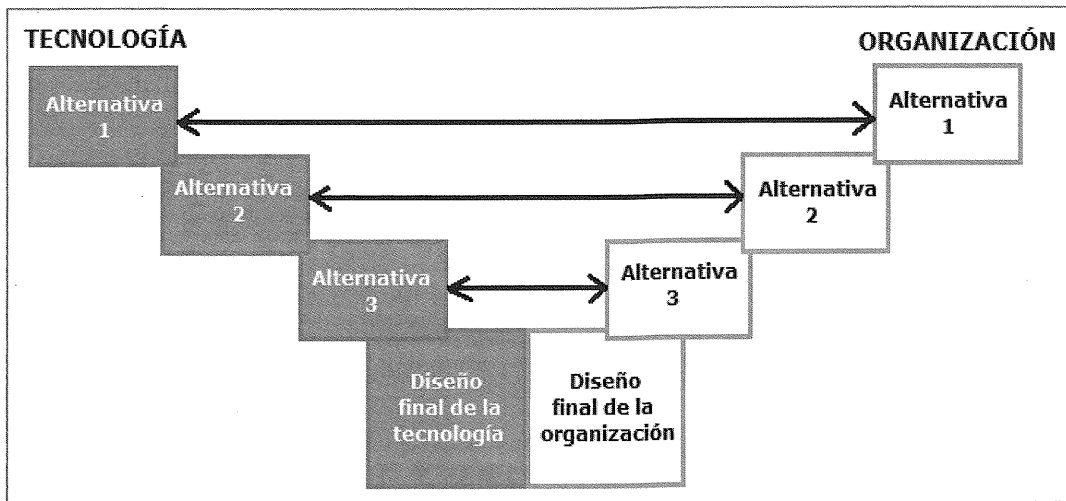 TECNOLOGÍA
ORGANIZACIÓN
Alternativa
1
Alternativa
1
Alternativa
2
Alternativa
2
Alternativa
3
Alternativa
3
Diseño
final de la
tecnología
Diseño
final de la
organización